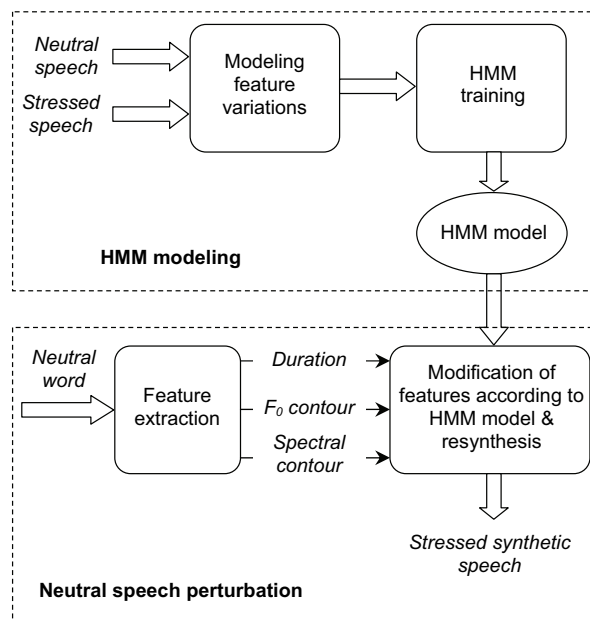 Neutral
speech
Stressed
speech
Modeling
feature
variations
HMM
training
HMM model
HMM modeling
Neutral
word
Feature
extraction
Duration
F0 contour
Spectral
contour
Modification of
features according to
HMM model &
resynthesis
Stressed synthetic
speech
Neutral speech perturbation